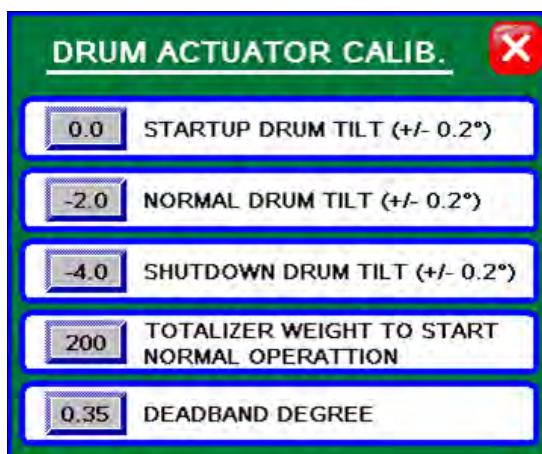 DRUM ACTUATOR CALIB.
0.0 STARTUP DRUM TILT (+/- 0.2°)
-2.0 NORMAL DRUM TILT (+/- 0.2°)
-4.0 SHUTDOWN DRUM TILT (+/- 0.2°)
200 TOTALIZER WEIGHT TO START
NORMAL OPERATTION
0.35 DEADBAND DEGREE